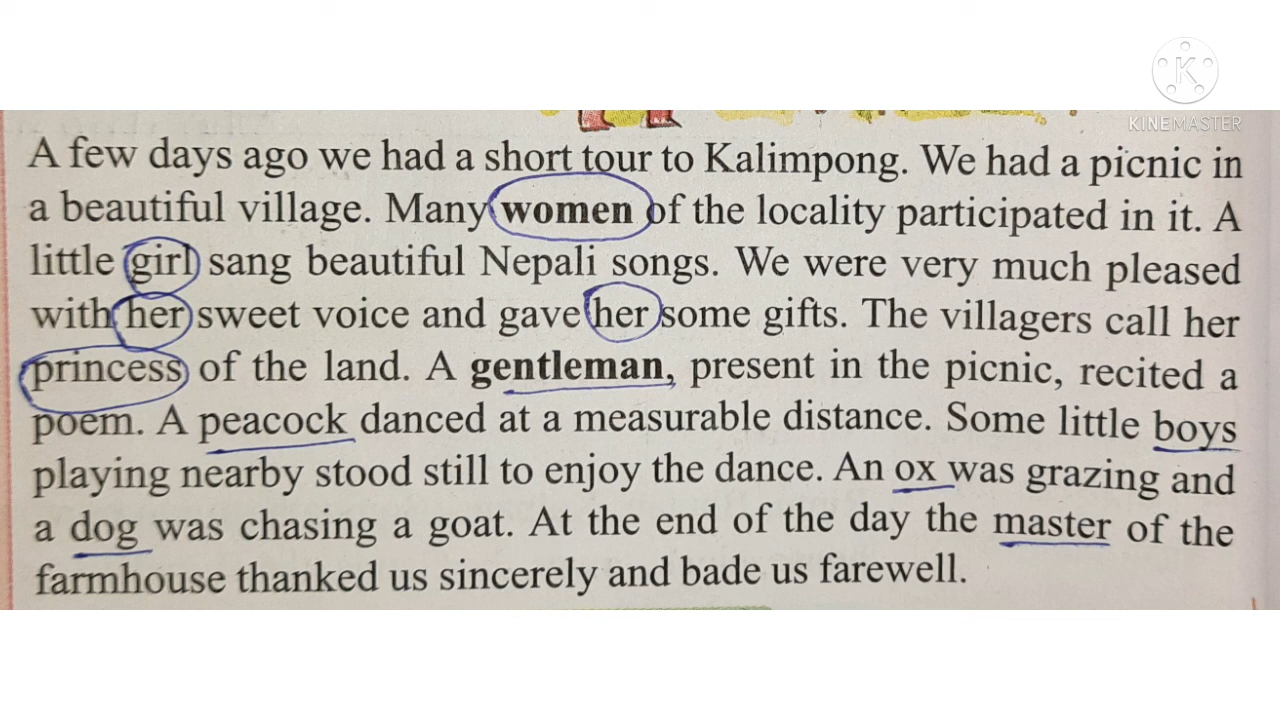 KINEMASTER
A few days ago we had a short tour to Kalimpong. We had a picnic in
a beautiful village. Many women of the locality participated in it. A
little girl sang beautiful Nepali songs. We were very much pleased
with her sweet voice and gave her some gifts. The villagers call her
princess of the land. A gentleman, present in the picnic, recited a
poem. A peacock danced at a measurable distance. Some little boys
playing nearby stood still to enjoy the dance. An ox was grazing and
a dog was chasing a goat. At the end of the day the master of the
farmhouse thanked us sincerely and bade us farewell.